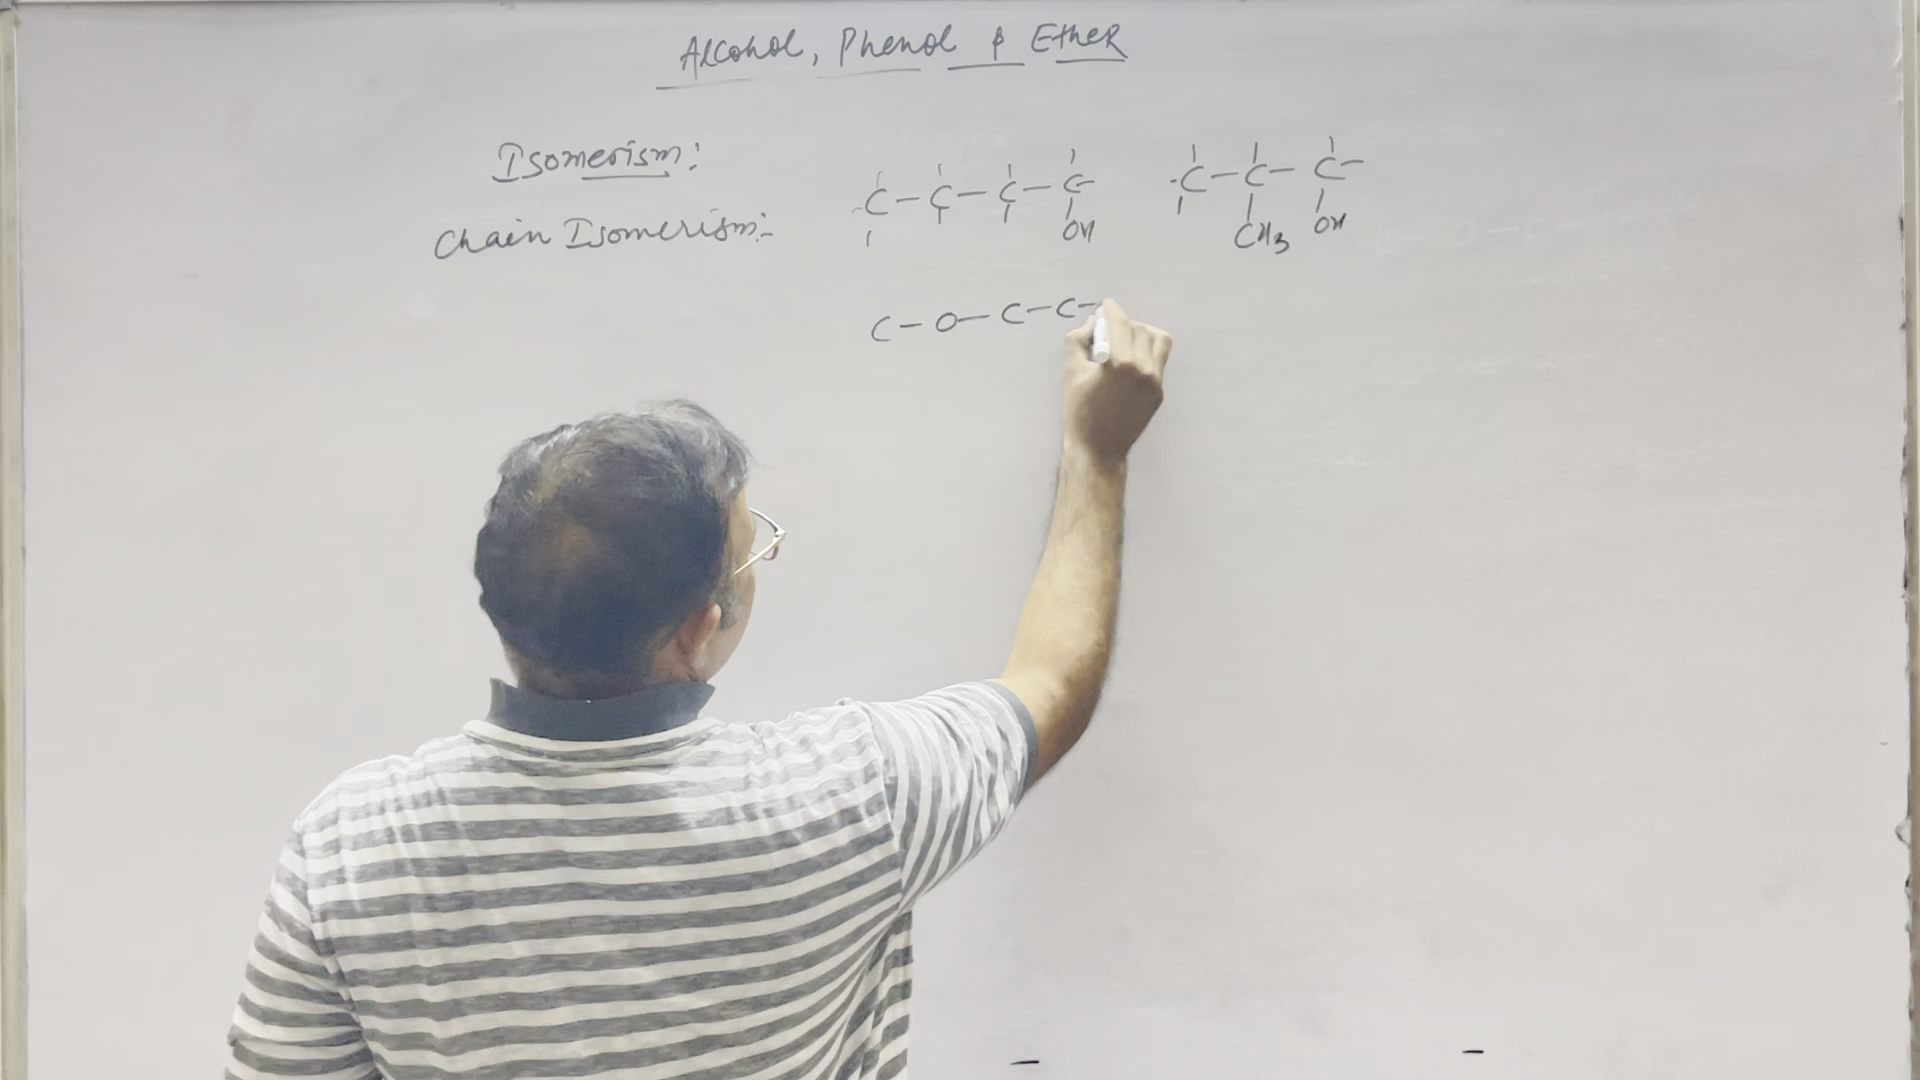 Alcohol, Phenol & Ether
Isomerism:
Chain Isomerism:-
-C-C-C-C-
OH
-C-C-C-
CH3 OH
C-O-C-C-